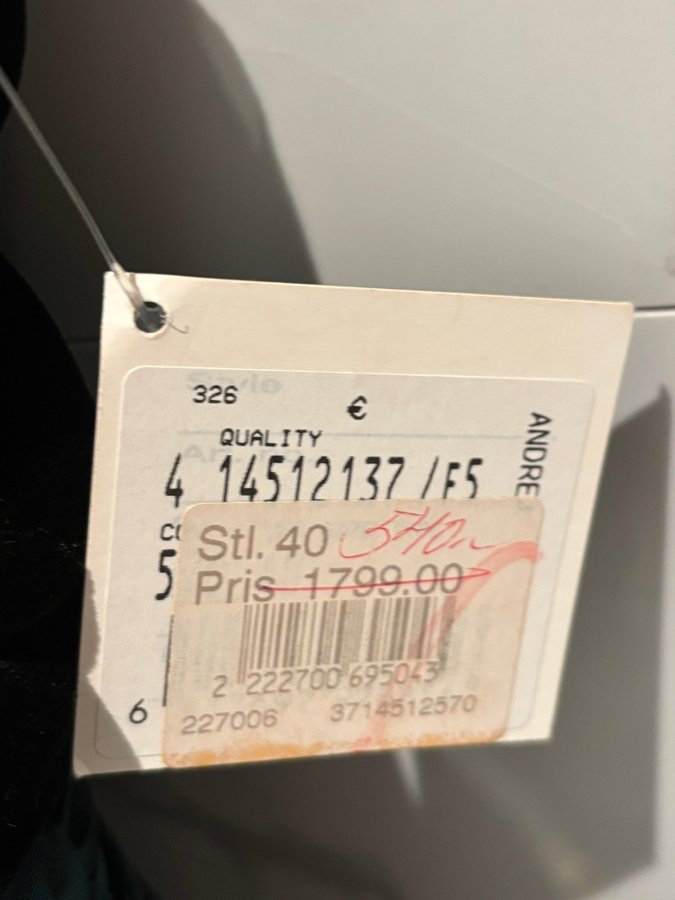 326
€
QUALITY
4 14512137 /F5
ANDRE
Stl. 40 540:-
Pris 1799.00
5
2 222700 695043
6
227006 3714512570